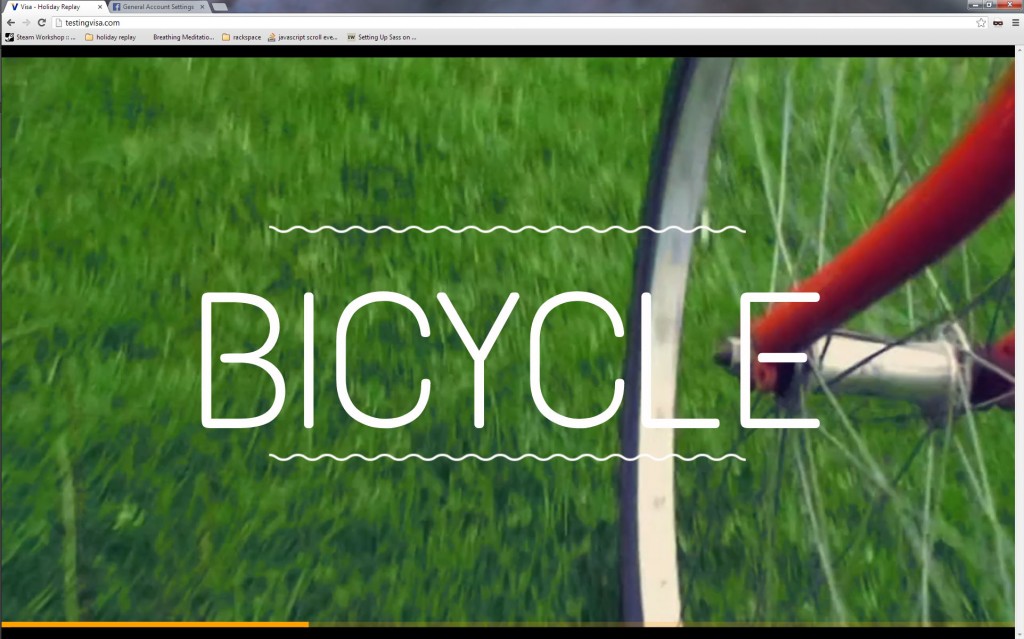 Visa - Holiday Replay
General Account Settings
testingvisa.com
Steam Workshop :: ...
holiday replay
Breathing Meditatio...
rackspace
javascript scroll eve...
Setting Up Sass on ...
BICYCLE